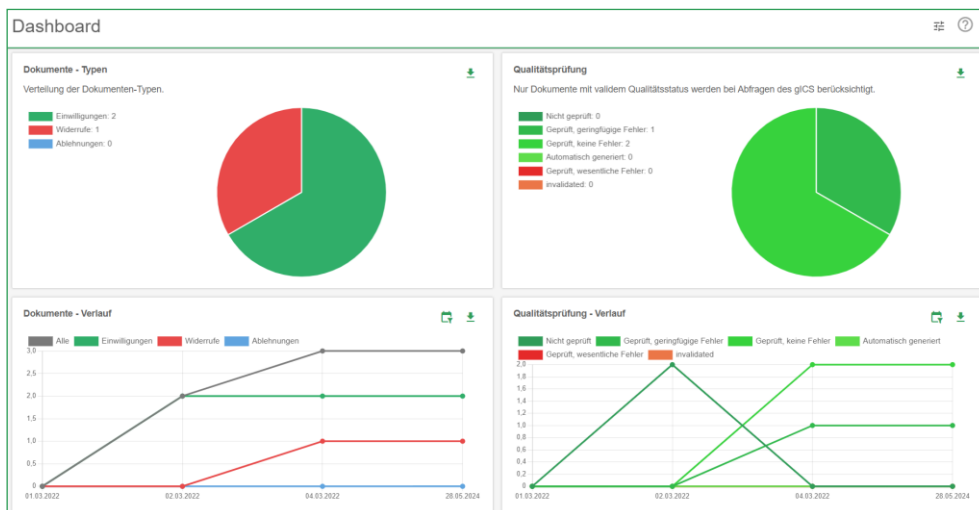 Dashboard
Dokumente - Typen
Verteilung der Dokumenten-Typen.
Einwilligungen: 2
Widerrufe: 1
Ablehnungen: 0
Qualitätsprüfung
Nur Dokumente mit validem Qualitätsstatus werden bei Abfragen des gICS berücksichtigt.
Nicht geprüft: 0
Geprüft, geringfügige Fehler: 1
Geprüft, keine Fehler: 2
Automatisch generiert: 0
Geprüft, wesentliche Fehler: 0
invalidated: 0
Dokumente - Verlauf
Alle Einwilligungen Widerrufe Ablehnungen
3,0
2,5
2,0
1,5
1,0
0,5
0
01.03.2022 02.03.2022 04.03.2022 28.05.2024
Qualitätsprüfung - Verlauf
Nicht geprüft Geprüft, geringfügige Fehler Geprüft, keine Fehler Automatisch generiert
Geprüft, wesentliche Fehler invalidated
2,0
1,8
1,6
1,4
1,2
1,0
0,8
0,6
0,4
0,2
0
01.03.2022 02.03.2022 04.03.2022 28.05.2024